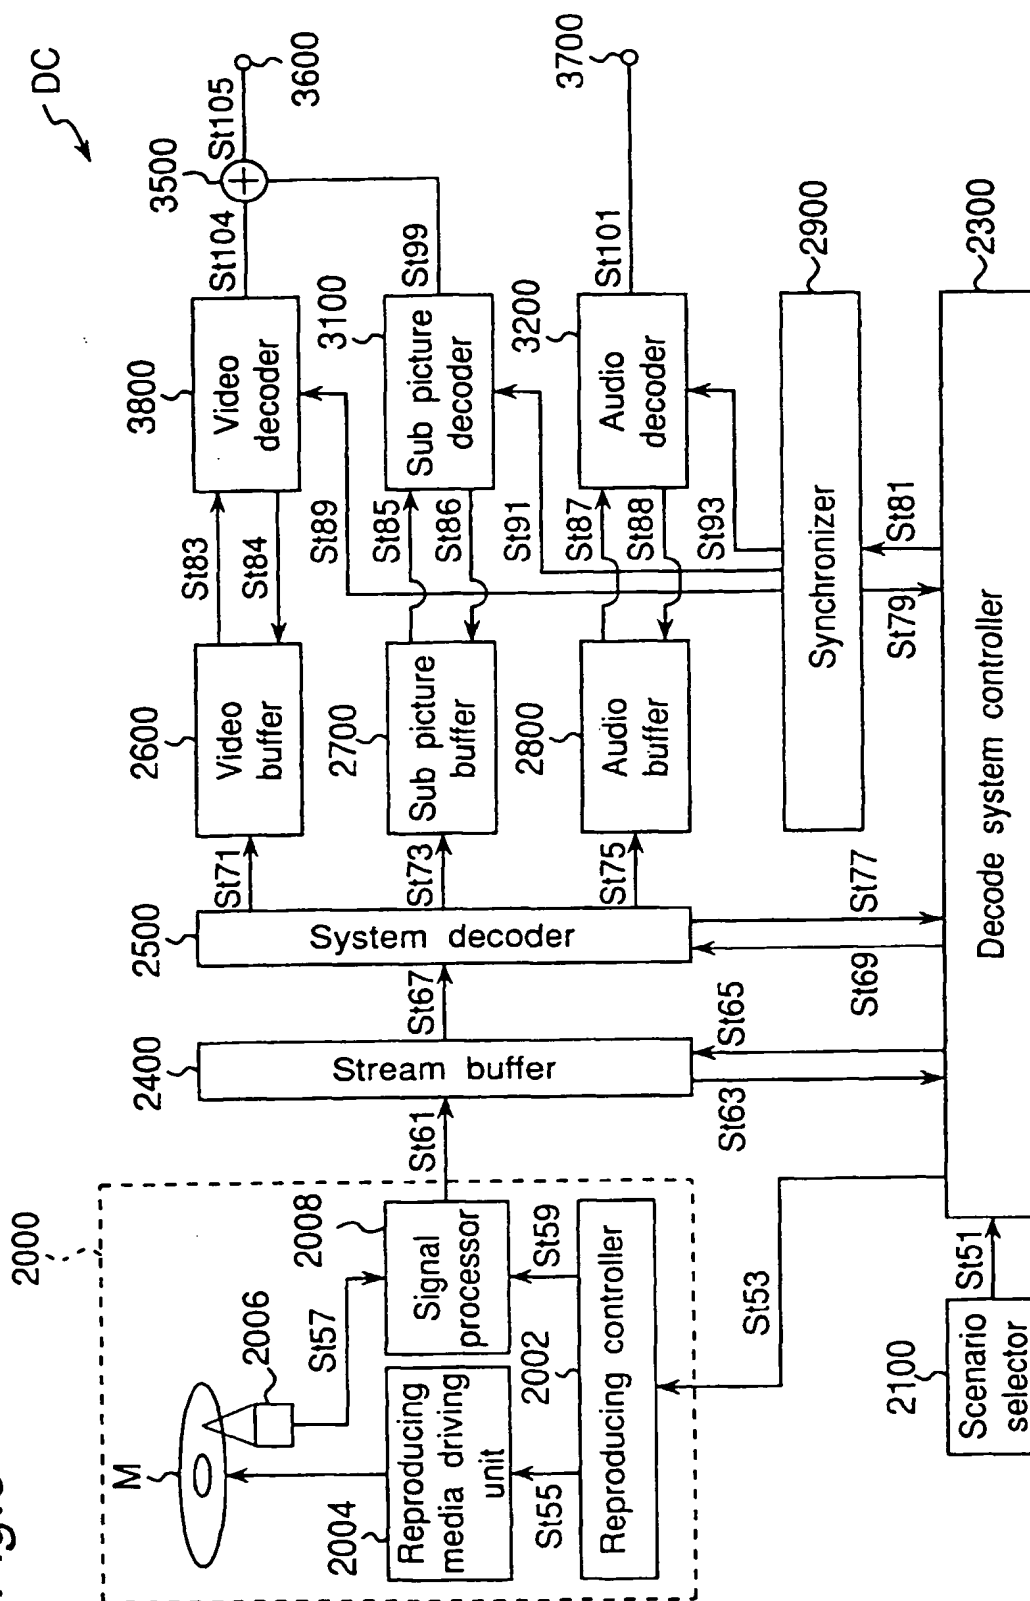 2000
DC
M
2006
St57
2004
Reproducing
media driving
unit
2008
Signal
processor
St55
2002
St59
Reproducing controller
St53
2100
Scenario
selector
St51
St61
2400
Stream buffer
St63
St65
St67
2500
System decoder
St69
St77
St71
St73
St75
2600
Video
buffer
2700
Sub picture
buffer
2800
Audio
buffer
St83
St84
St89
St85
St86
St91
St87
St88
St93
3800
Video
decoder
3100
Sub picture
decoder
3200
Audio
decoder
St104
3500
St105
3600
St99
St101
3700
Synchronizer
2900
St79
St81
Decode system controller
2300